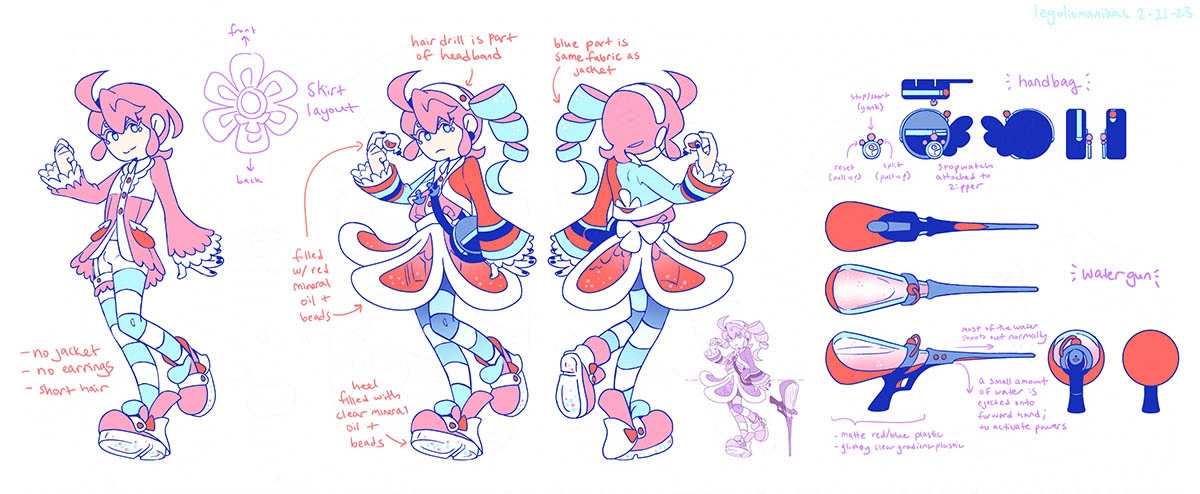 legoliomanikas 2-21-23
front
skirt
layout
back
hair drill is part
of headband
blue part is
same fabric as
jacket
filled
w/ red
mineral
oil +
beads
- no jacket
- no earrings
- short hair
heel
filled with
clear mineral
oil +
beads
handbag
stop/start
(yank)
reset
(pull up)
split
(pull up)
stopwatch
attached to
zipper
water gun
most of the water
shoots out normally
a small amount
of water is
ejected onto
forward hand;
to activate powers
- matte red/blue plastic
- glittery clear gradient plastic